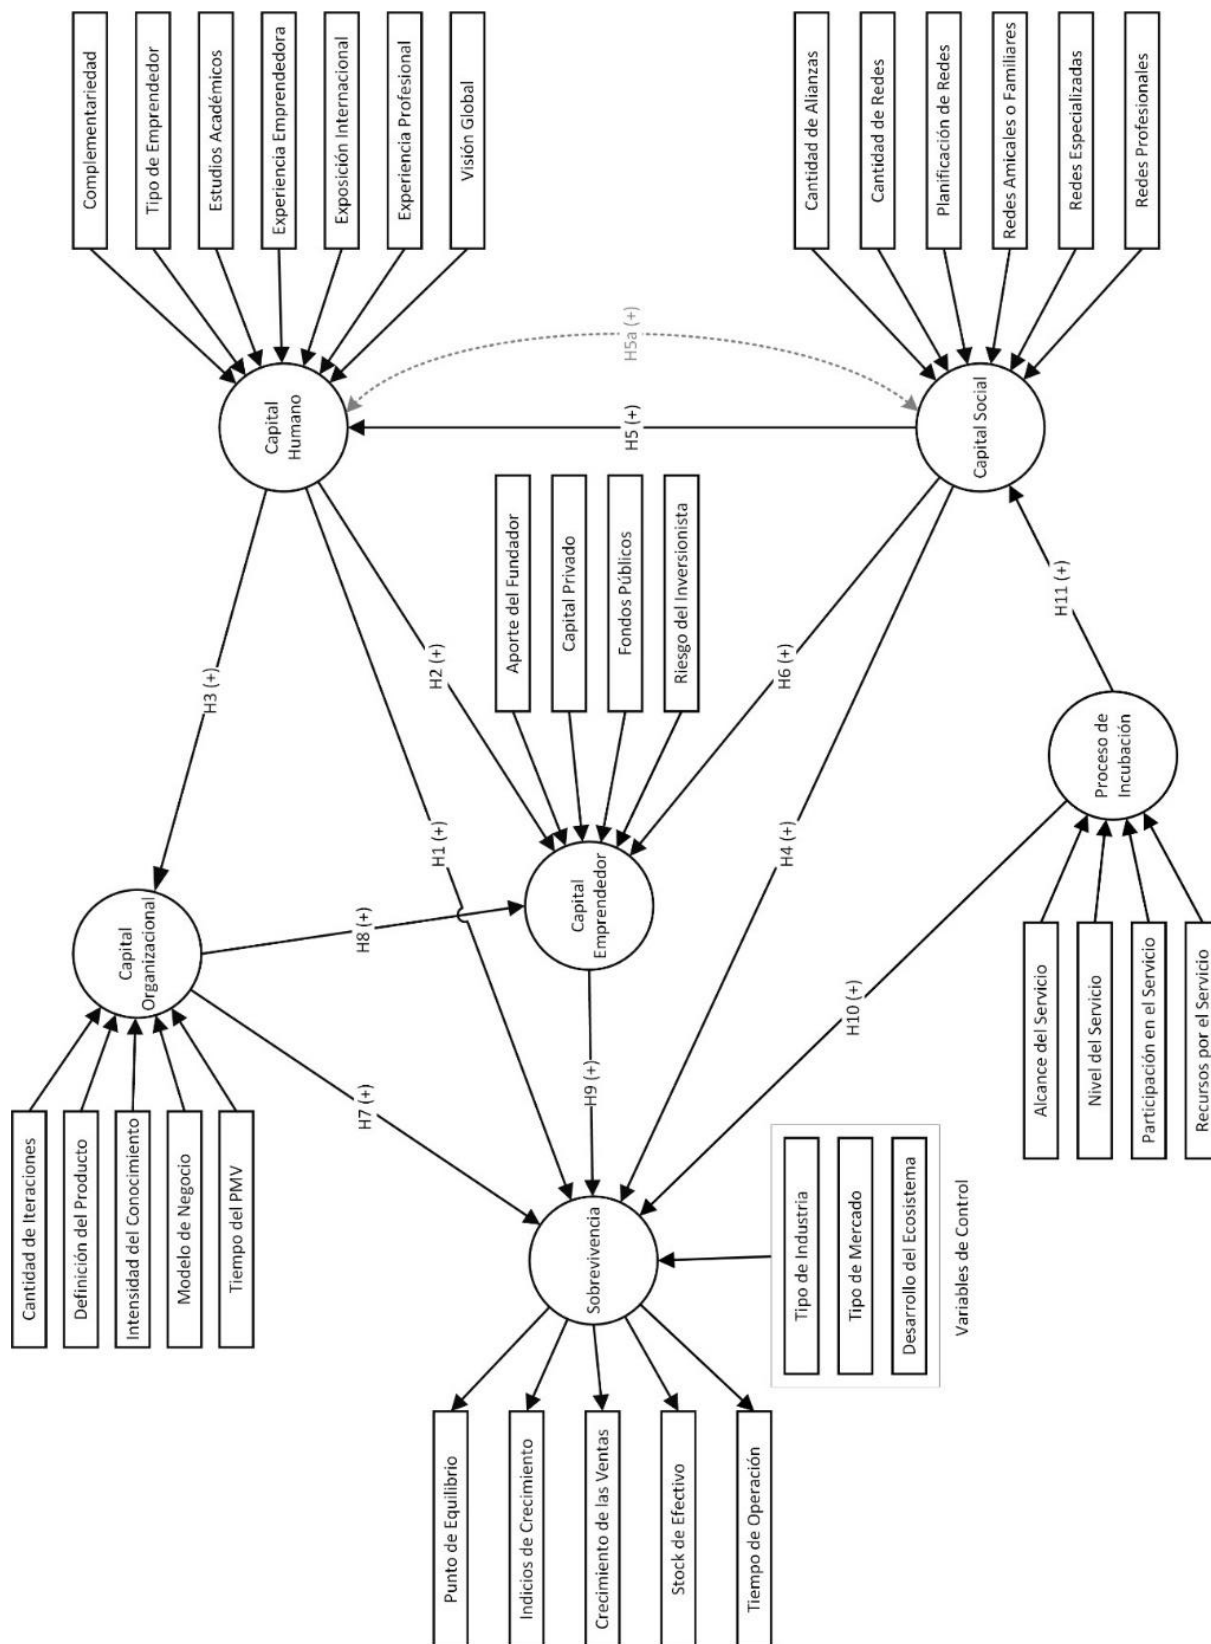 Complementariedad
Tipo de Emprendedor
Estudios Académicos
Experiencia Emprendedora
Exposición Internacional
Experiencia Profesional
Visión Global
Cantidad de Alianzas
Cantidad de Redes
Planificación de Redes
Redes Amicales o Familiares
Redes Especializadas
Redes Profesionales
Capital
Humano
H5a (+)
H5 (+)
Capital Social
Aporte del Fundador
Capital Privado
Fondos Públicos
Riesgo del Inversionista
H3 (+)
H2 (+)
H6 (+)
H11 (+)
H1 (+)
H4 (+)
Proceso de
Incubación
Capital
Organizacional
H8 (+)
Capital
Emprendedor
H10 (+)
Alcance del Servicio
Nivel del Servicio
Participación en el Servicio
Recursos por el Servicio
H7 (+)
H9 (+)
Cantidad de Iteraciones
Definición del Producto
Intensidad del Conocimiento
Modelo de Negocio
Tiempo del PMV
Sobrevivencia
Tipo de Industria
Tipo de Mercado
Desarrollo del Ecosistema
Variables de Control
Punto de Equilibrio
Indicios de Crecimiento
Crecimiento de las Ventas
Stock de Efectivo
Tiempo de Operación